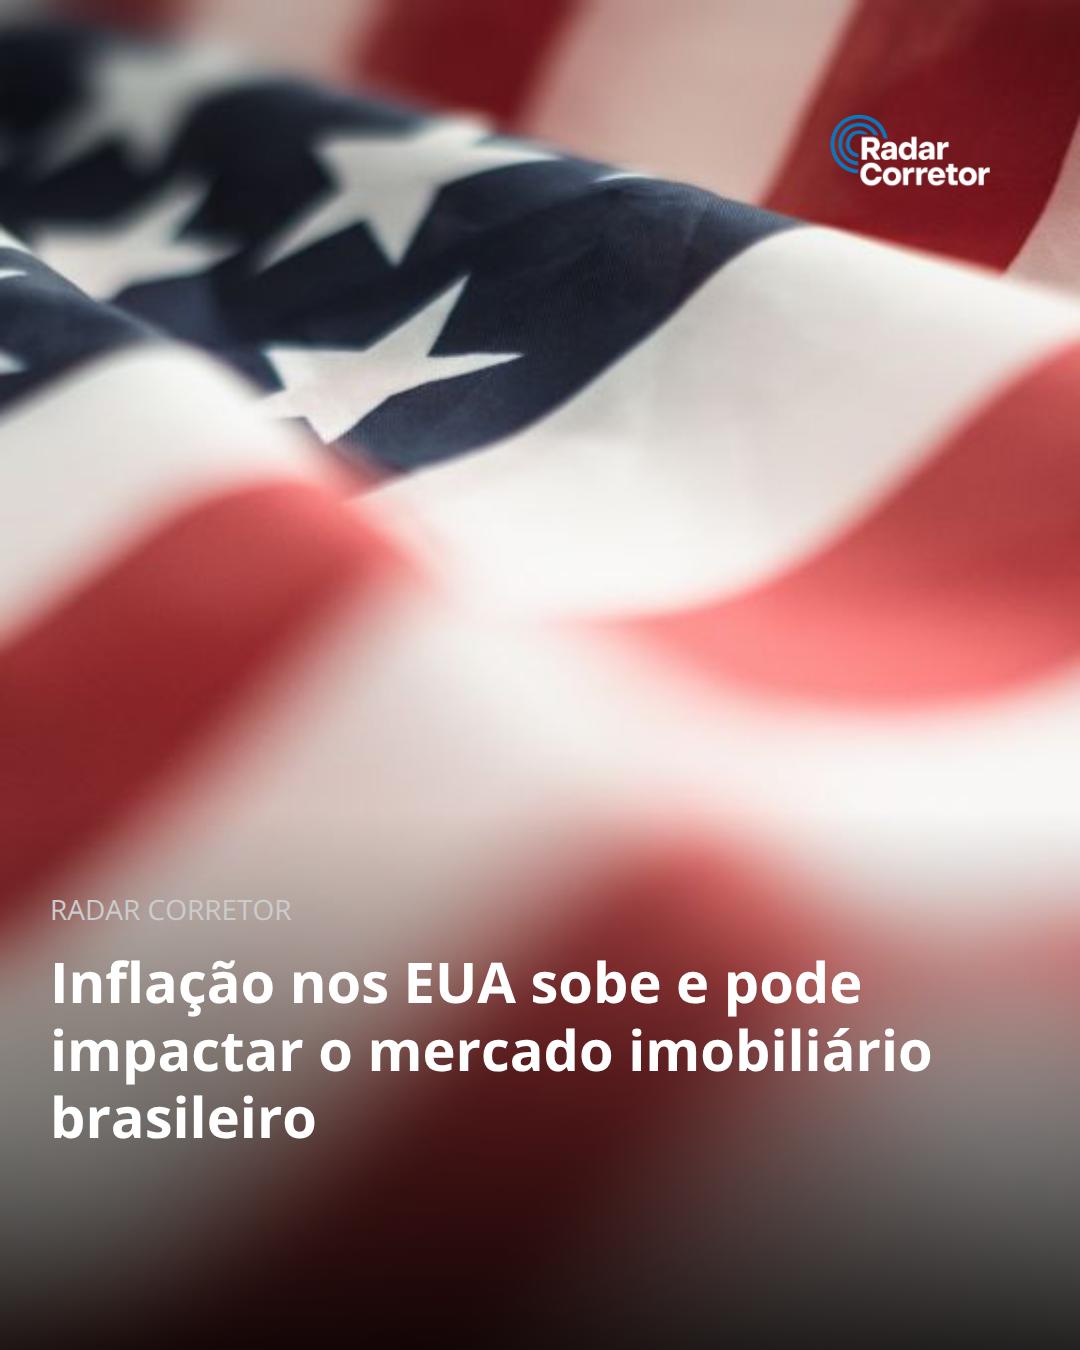 Radar
Corretor
RADAR CORRETOR
Inflação nos EUA sobe e pode
impactar o mercado imobiliário
brasileiro